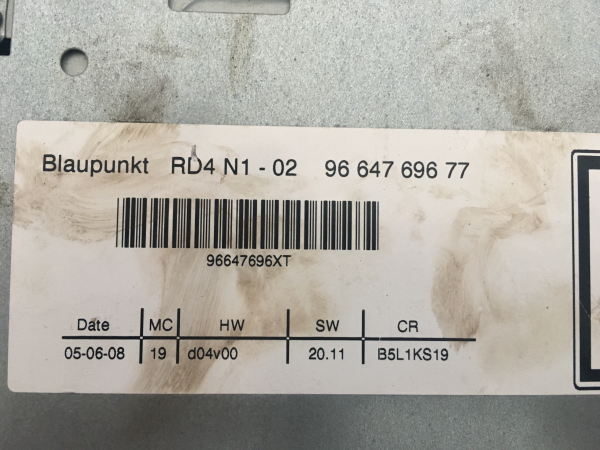 Blaupunkt RD4 N1 - 02 96 647 696 77
96647696XT
Date MC HW SW CR
05-06-08 19 d04v00 20.11 B5L1KS19